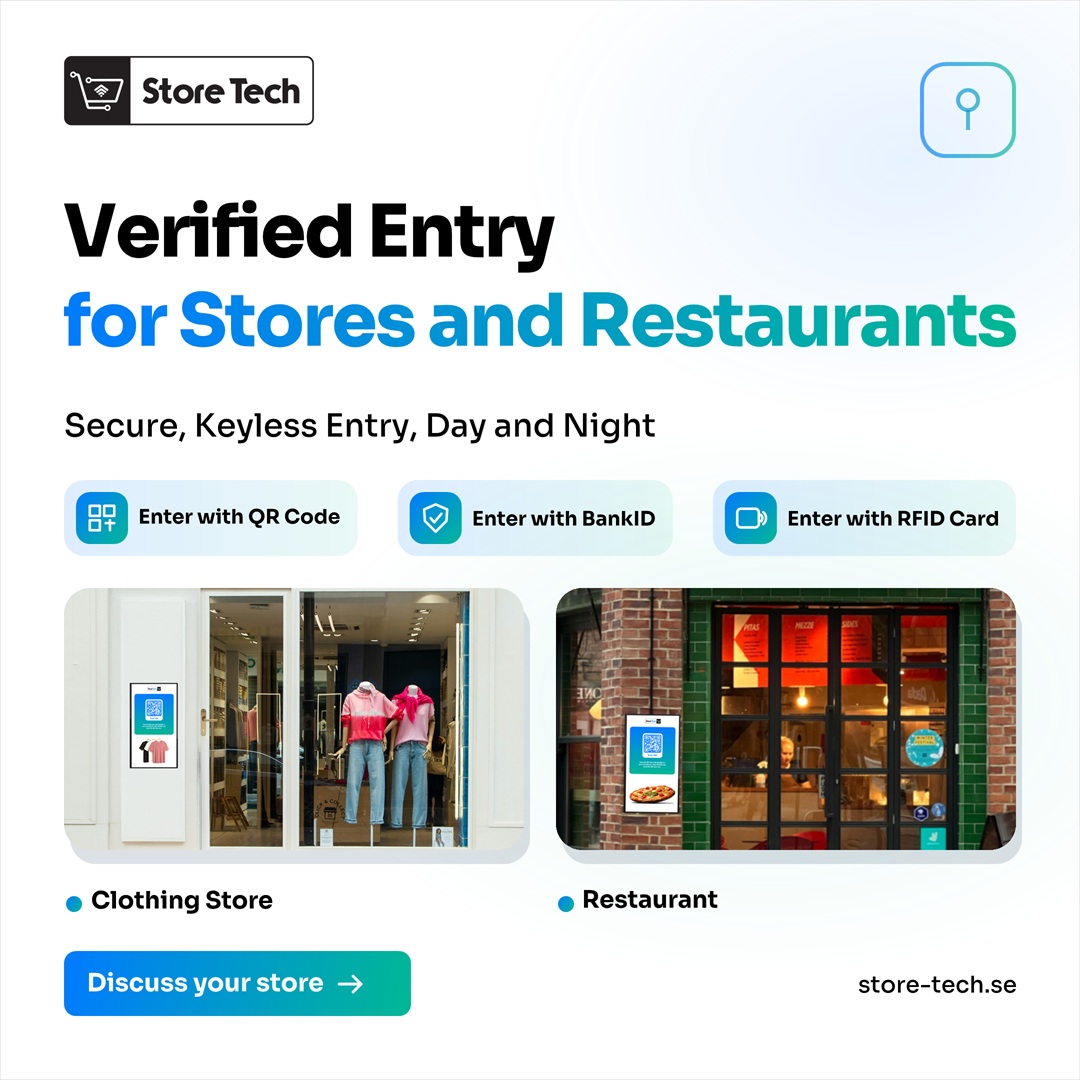 Store Tech
Verified Entry
for Stores and Restaurants
Secure, Keyless Entry, Day and Night
Enter with QR Code
Enter with BankID
Enter with RFID Card
PITAS
MEZZE
SIDES
Clothing Store
Restaurant
Discuss your store →
store-tech.se